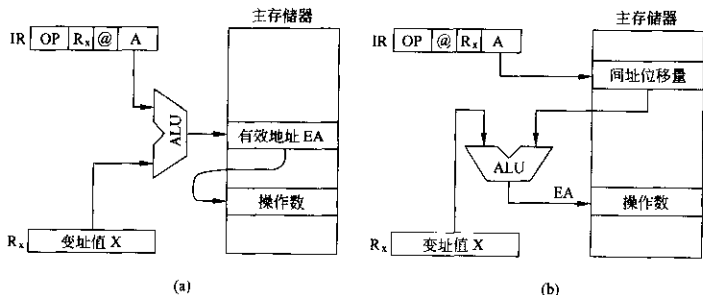 主存储器
IR OP Rx @ A
ALU
有效地址 EA
操作数
Rx 变址值 X
(a)
主存储器
IR OP @ Rx A
间址位移量
ALU
EA
操作数
Rx 变址值 X
(b)